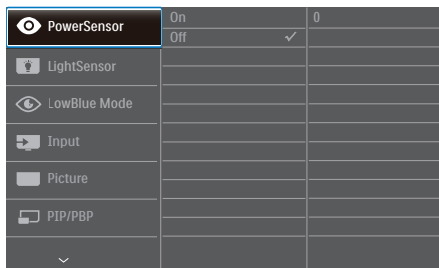 PowerSensor
On
0
Off
LightSensor
LowBlue Mode
Input
Picture
PIP/PBP